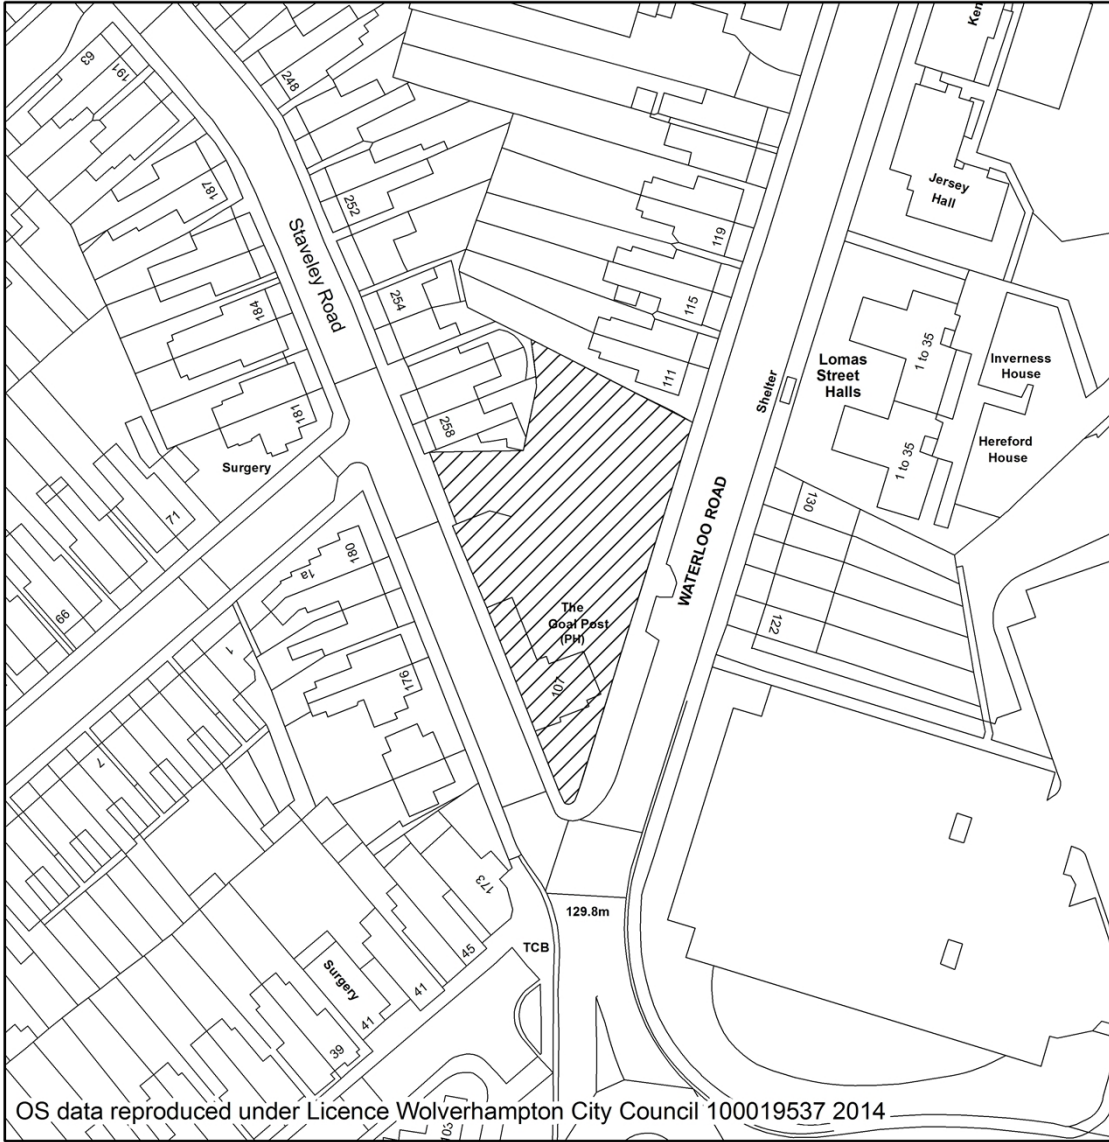 63
191
248
187
252
Staveley Road
184
254
181
258
Surgery
71
69
180
1a
176
1
7
119
115
111
Ken
Jersey
Hall
Shelter
Lomas
Street
Halls
1 to 35
1 to 35
Inverness
House
Hereford
House
WATERLOO ROAD
130
122
The
Goal Post
(PH)
107
173
129.8m
TCB
45
41
Surgery
41
39
103
OS data reproduced under Licence Wolverhampton City Council 100019537 2014